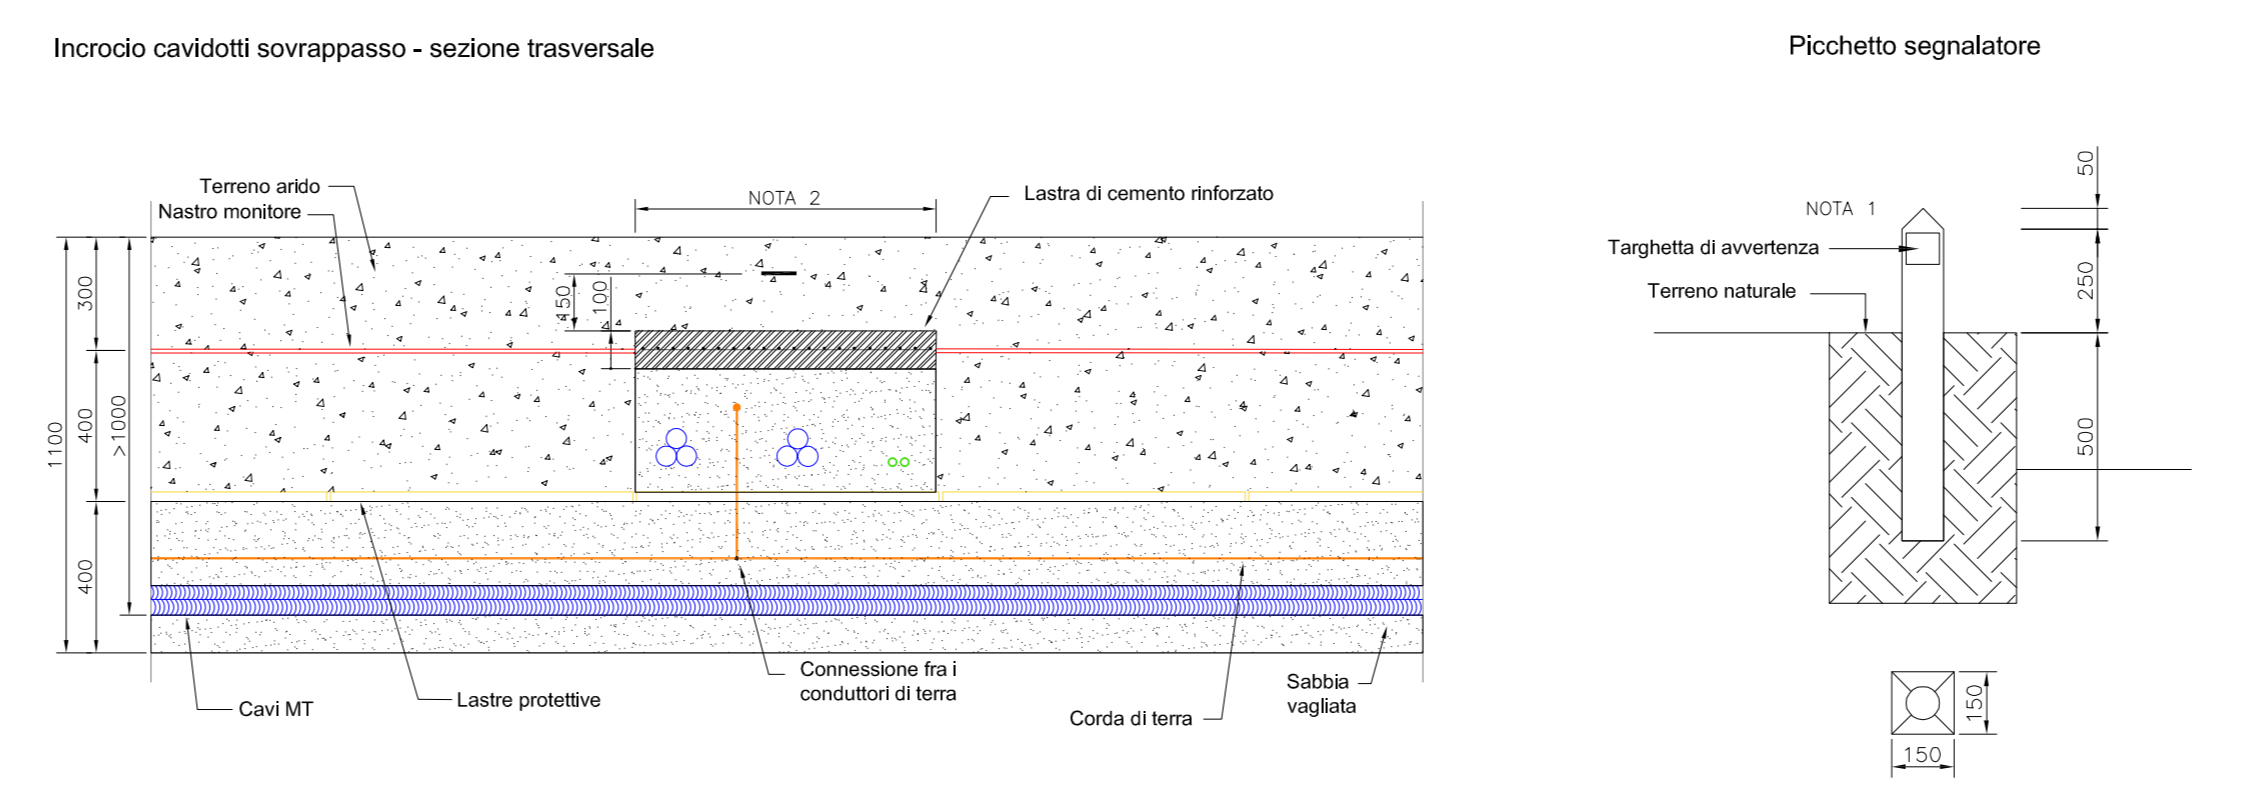 Incrocio cavidotti sovrappasso - sezione trasversale
Picchetto segnalatore
Terreno arido
Nastro monitore
NOTA 2
Lastra di cemento rinforzato
300
400
400
1100
>1000
150
100
Cavi MT
Lastre protettive
Connessione fra i
conduttori di terra
Corda di terra
Sabbia
vagliata
NOTA 1
Targhetta di avvertenza
Terreno naturale
50
250
500
150
150